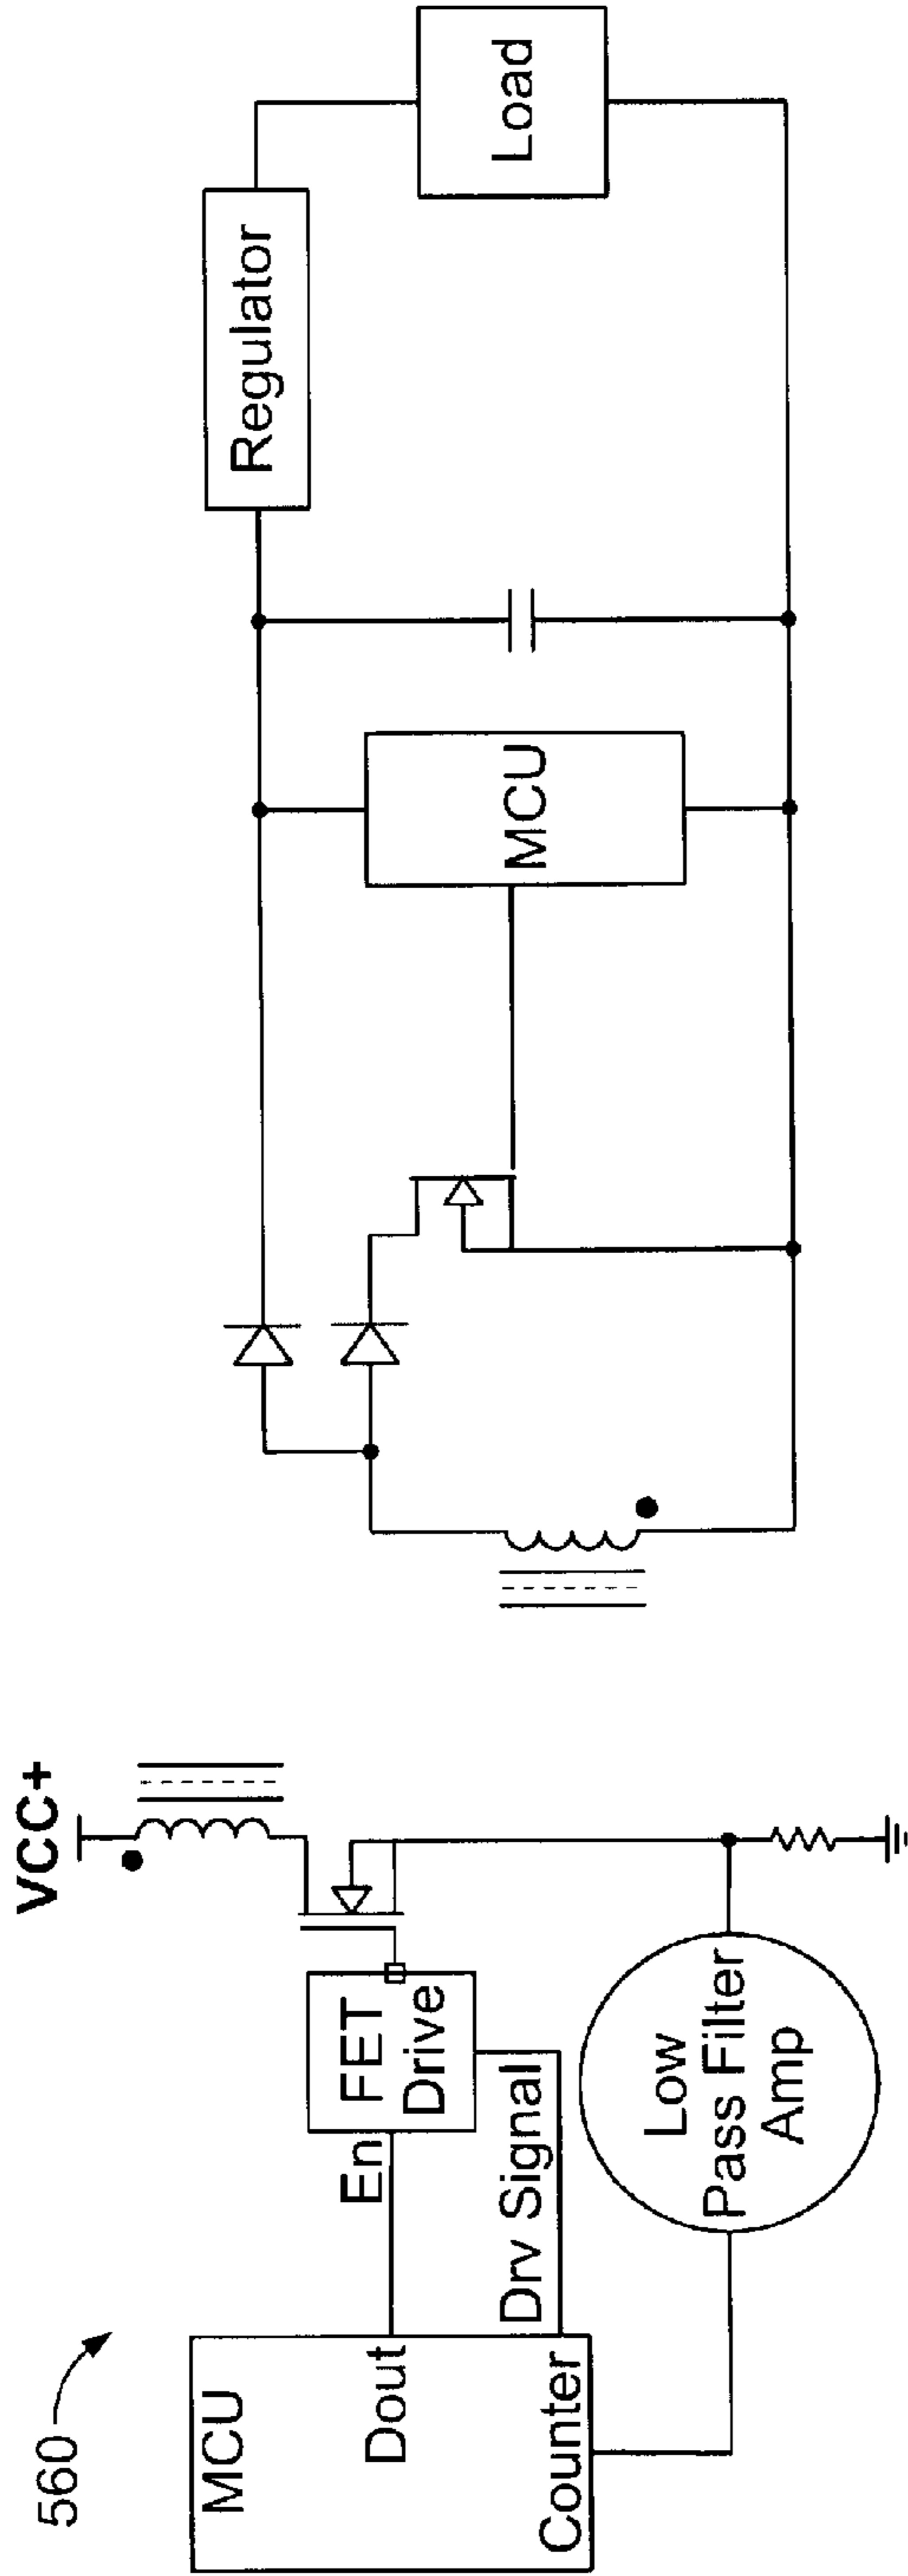 560
MCU
Dout
Counter
En
FET
Drive
Drv Signal
VCC+
Low
Pass Filter
Amp
MCU
Regulator
Load